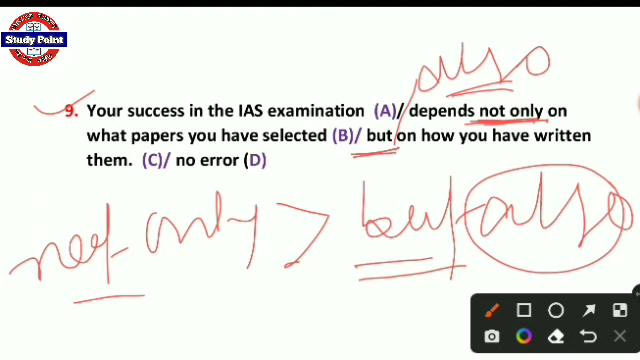 Study Point
also
9. Your success in the IAS examination (A)/ depends not only on
what papers you have selected (B)/ but on how you have written
them. (C)/ no error (D)
not only > but also